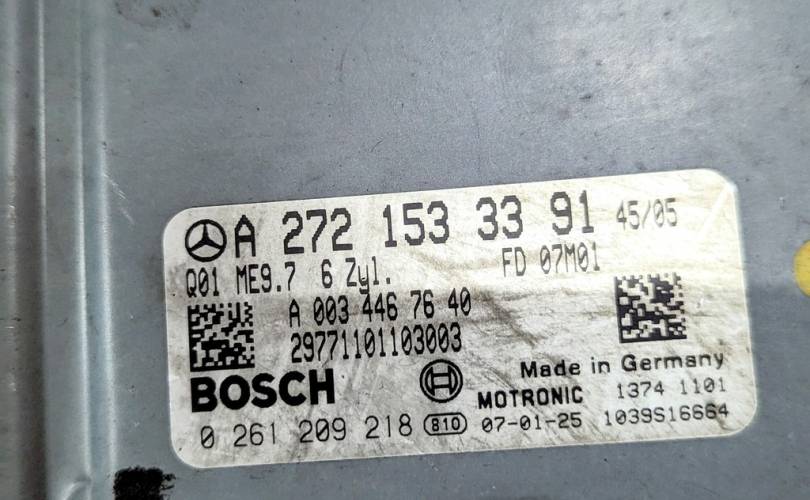 A 272 153 33 91 45/05
Q01 ME9.7 6 Zyl. FD 07M01
A 003 446 76 40
29771101103003
Made in Germany
BOSCH MOTRONIC 1374 1101
0 261 209 218 810 07-01-25 1039S16664